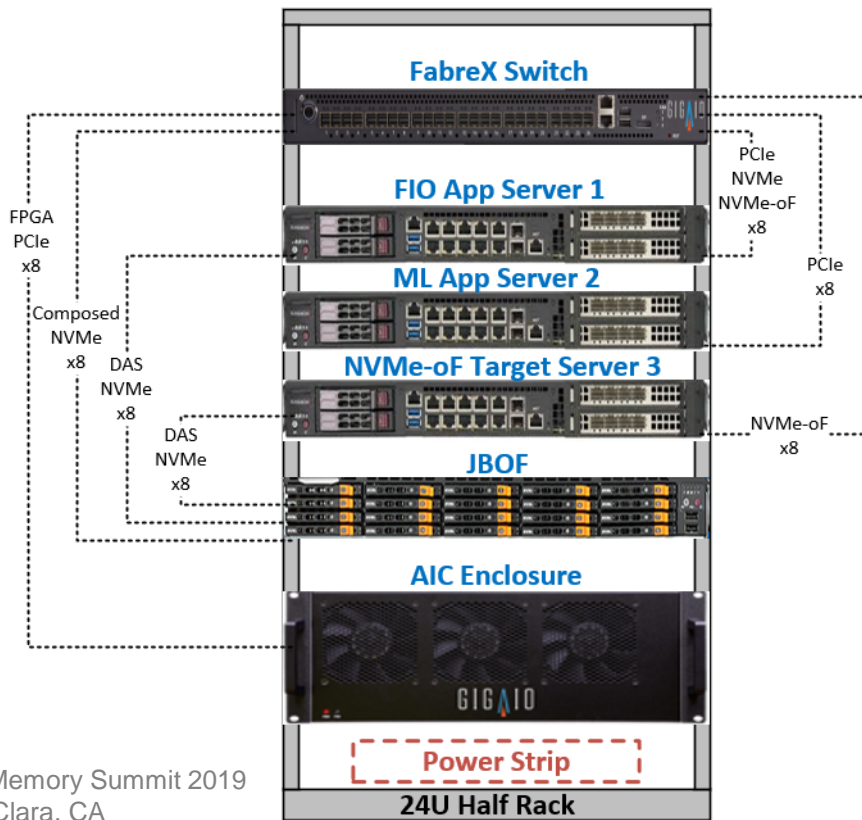 FabreX Switch
GIGAIO
FPGA
PCIe
x8
PCIe
NVMe
NVMe-oF
x8
FIO App Server 1
PCIe
x8
ML App Server 2
Composed
NVMe
x8
DAS
NVMe
x8
NVMe-oF Target Server 3
DAS
NVMe
x8
NVMe-oF
x8
JBOF
AIC Enclosure
GIGAIO
Power Strip
Memory Summit 2019
Clara, CA
24U Half Rack